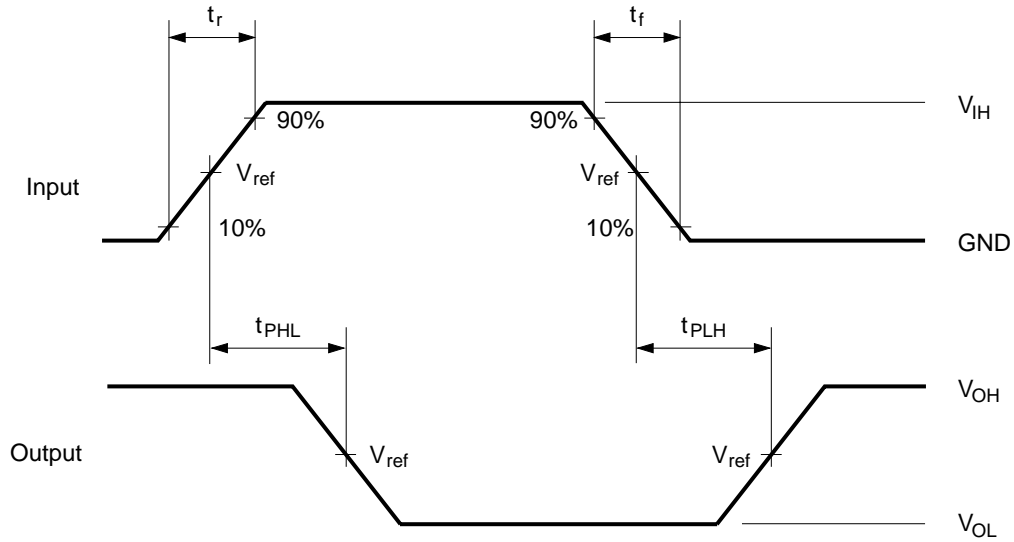 tr tf
90% 90% VIH
Input Vref Vref
10% 10% GND
tPHL tPLH
VOH
Output Vref Vref
VOL